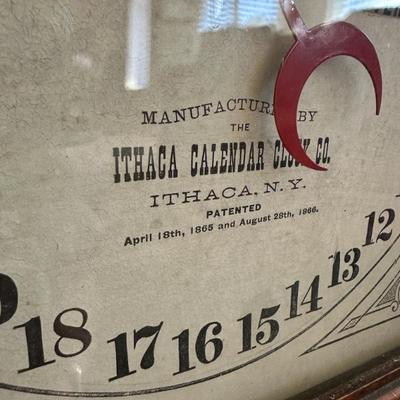 MANUFACTURED BY
THE
ITHACA CALENDAR CLOCK CO.
ITHACA, N. Y.
PATENTED
April 18th, 1865 and August 28th, 1866.
18 17 16 15 14 13 12